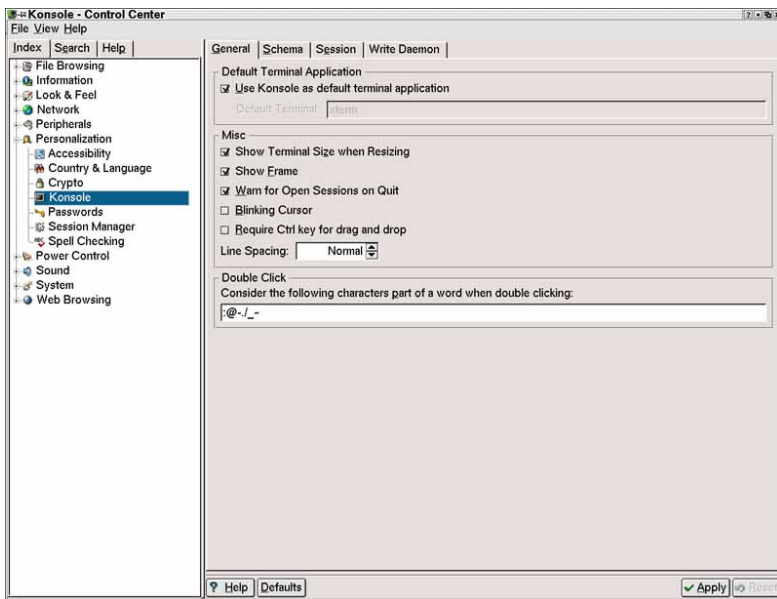 Konsole - Control Center
File View Help
Index Search Help
File Browsing
Information
Look & Feel
Network
Peripherals
Personalization
Accessibility
Country & Language
Crypto
Konsole
Passwords
Session Manager
Spell Checking
Power Control
Sound
System
Web Browsing
General Schema Session Write Daemon
Default Terminal Application
Use Konsole as default terminal application
Default Terminal xterm
Misc
Show Terminal Size when Resizing
Show Frame
Warn for Open Sessions on Quit
Blinking Cursor
Require Ctrl key for drag and drop
Line Spacing: Normal
Double Click
Consider the following characters part of a word when double clicking:
:@-./_~
? Help Defaults Apply Reset